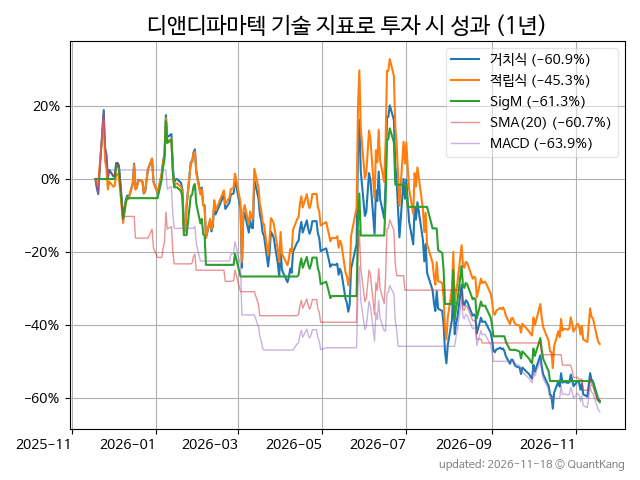 디앤디파마텍 기술 지표로 투자 시 성과 (1년)
거치식 (−60.9%)
적립식 (−45.3%)
SigM (−61.3%)
SMA(20) (−60.7%)
MACD (−63.9%)
20%
0%
−20%
−40%
−60%
2025-11 2026-01 2026-03 2026-05 2026-07 2026-09 2026-11
updated: 2026-11-18 © QuantKang